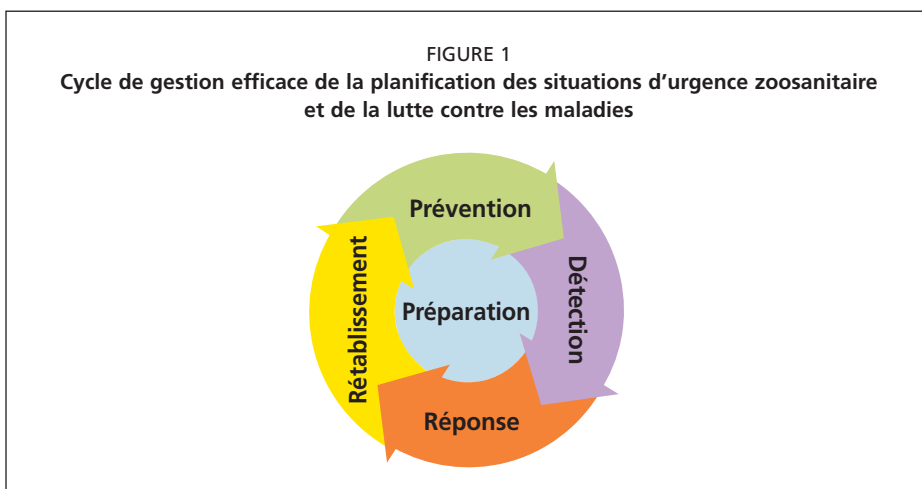 FIGURE 1
Cycle de gestion efficace de la planification des situations d'urgence zoosanitaire
et de la lutte contre les maladies
Prévention
Détection
Préparation
Rétablissement
Réponse